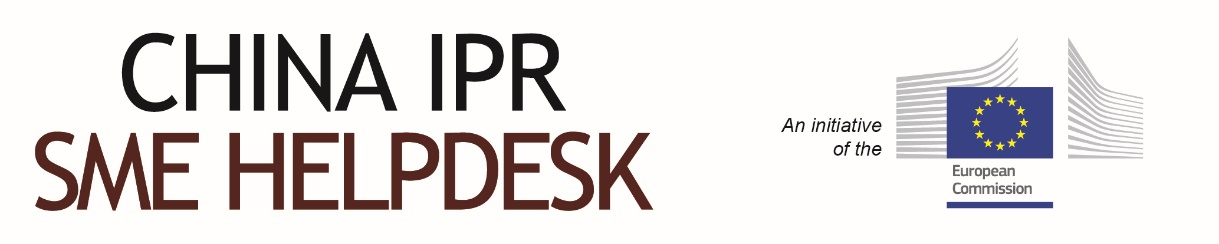 CHINA IPR
SME HELPDESK
An initiative
of the
European
Commission